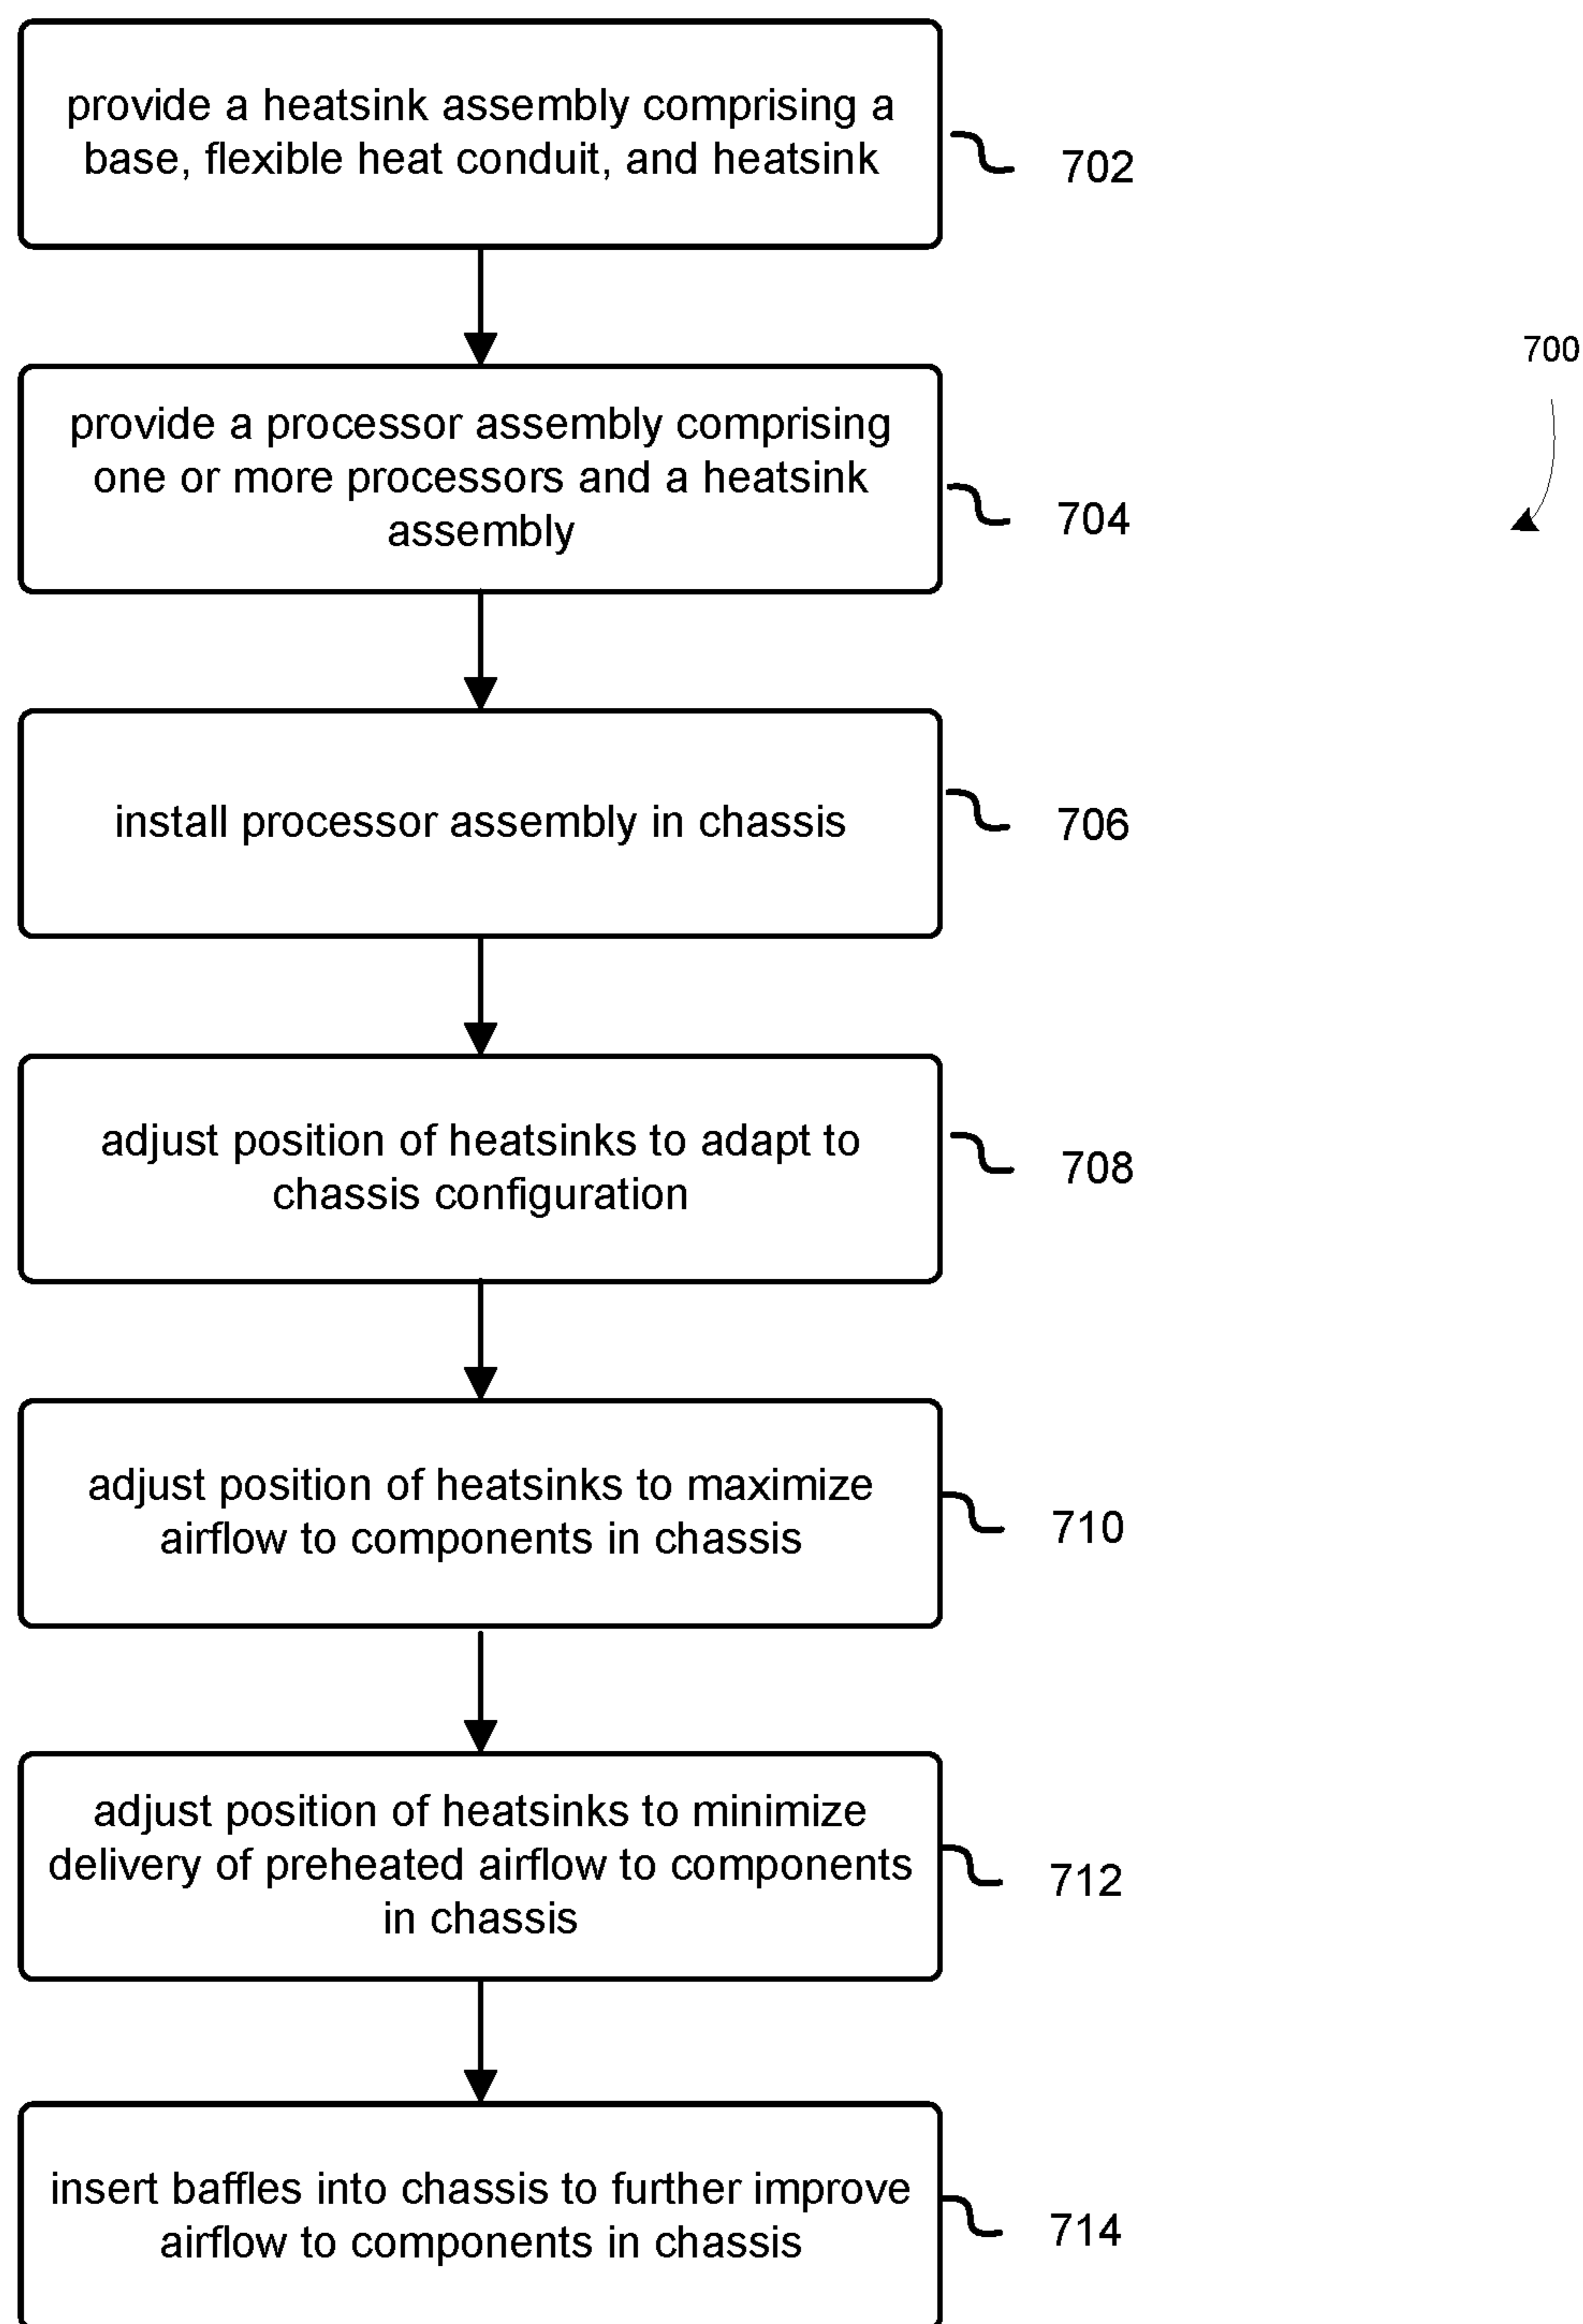 provide a heatsink assembly comprising a
base, flexible heat conduit, and heatsink
702
700
provide a processor assembly comprising
one or more processors and a heatsink
assembly
704
install processor assembly in chassis
706
adjust position of heatsinks to adapt to
chassis configuration
708
adjust position of heatsinks to maximize
airflow to components in chassis
710
adjust position of heatsinks to minimize
delivery of preheated airflow to components
in chassis
712
insert baffles into chassis to further improve
airflow to components in chassis
714